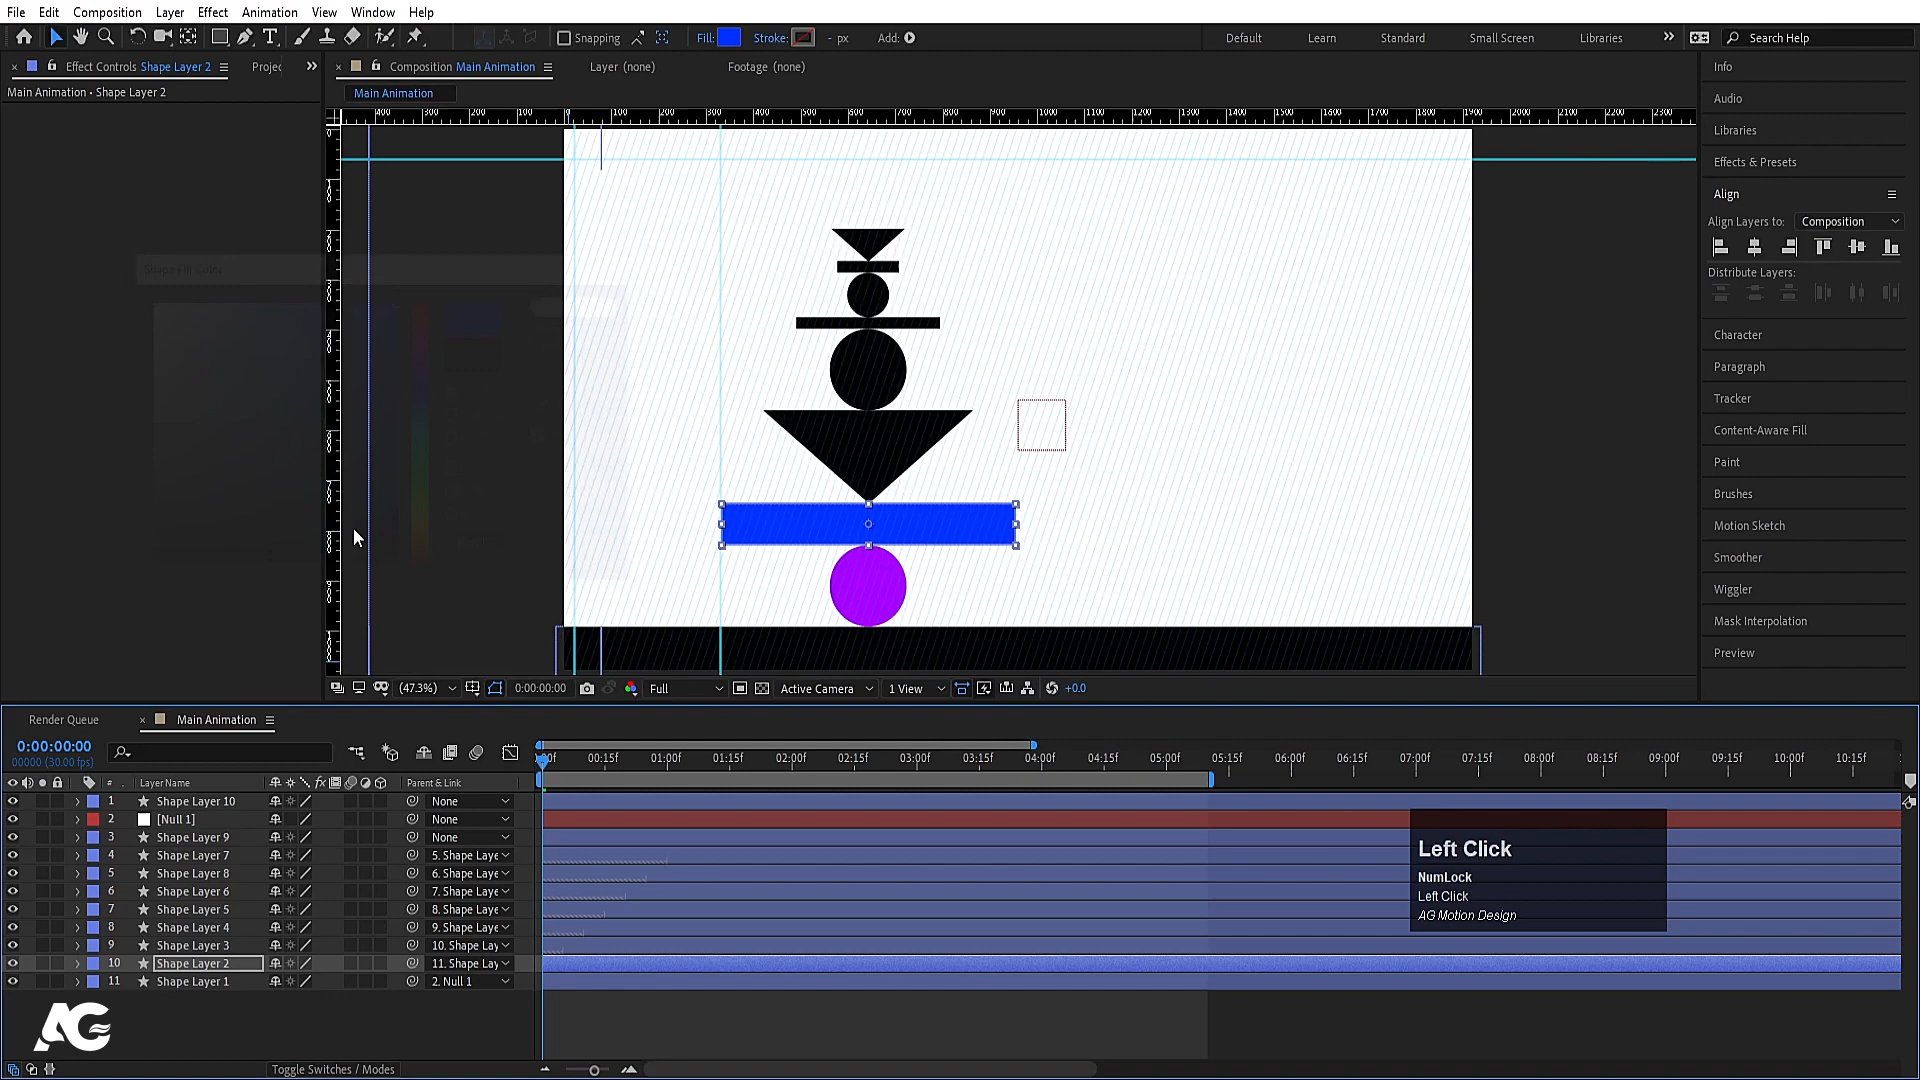 File Edit Composition Layer Effect Animation View Window Help
Snapping Fill: Stroke: - px Add: Default Learn Standard Small Screen Libraries Search Help
Effect Controls Shape Layer 2 Projec Composition Main Animation Layer (none) Footage (none)
Main Animation • Shape Layer 2
Main Animation
Shape Fill Color
Info
Audio
Libraries
Effects & Presets
Align
Align Layers to: Composition
Distribute Layers:
Character
Paragraph
Tracker
Content-Aware Fill
Paint
Brushes
Motion Sketch
Smoother
Wiggler
Mask Interpolation
Preview
(47.3%) 0:00:00:00 Full Active Camera 1 View +0.0
Render Queue Main Animation
0:00:00:00
00000 (30.00 fps)
00:15f 01:00f 01:15f 02:00f 02:15f 03:00f 03:15f 04:00f 04:15f 05:00f 05:15f 06:00f 06:15f 07:00f 07:15f 08:00f 08:15f 09:00f 09:15f 10:00f 10:15f
# Layer Name Parent & Link
1 Shape Layer 10 None
2 [Null 1] None
3 Shape Layer 9 None
4 Shape Layer 7 5. Shape Laye
5 Shape Layer 8 6. Shape Laye
6 Shape Layer 6 7. Shape Laye
7 Shape Layer 5 8. Shape Laye
8 Shape Layer 4 9. Shape Laye
9 Shape Layer 3 10. Shape Lay
10 Shape Layer 2 11. Shape Lay
11 Shape Layer 1 2. Null 1
Left Click
NumLock
Left Click
AG Motion Design
AG
Toggle Switches / Modes